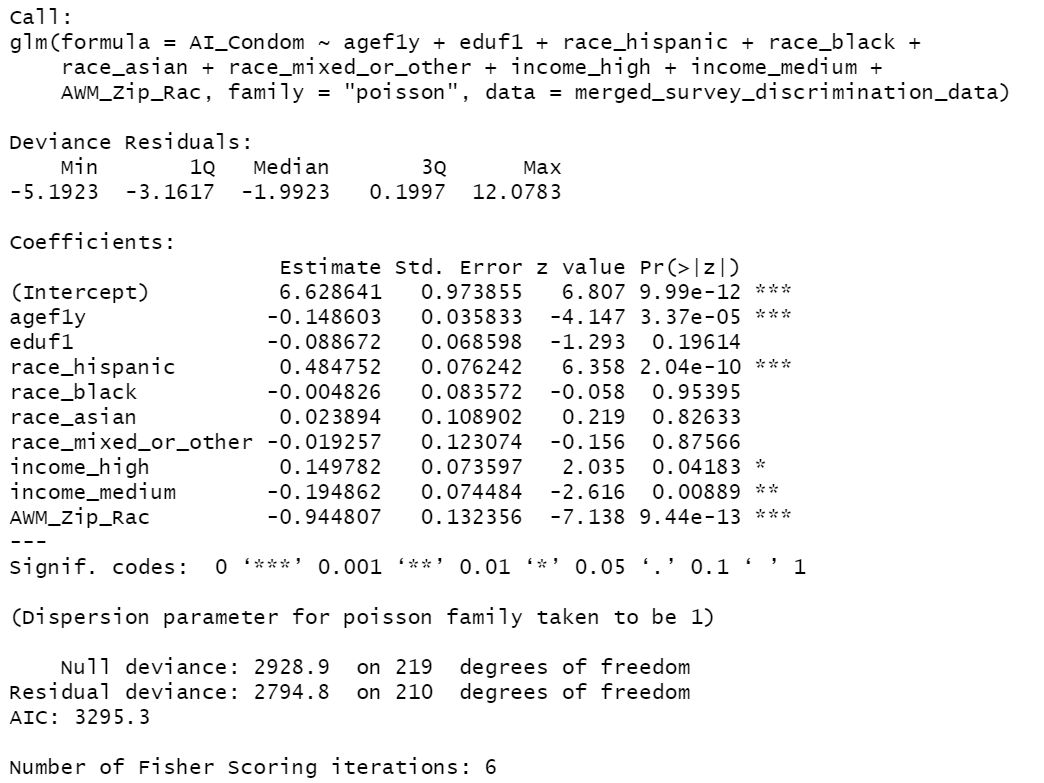 Call:
glm(formula = AI_Condom ~ agef1y + eduf1 + race_hispanic + race_black +
    race_asian + race_mixed_or_other + income_high + income_medium +
    AWM_Zip_Rac, family = "poisson", data = merged_survey_discrimination_data)

Deviance Residuals:
    Min       1Q   Median       3Q      Max
-5.1923  -3.1617  -1.9923   0.1997  12.0783

Coefficients:
                     Estimate Std. Error z value Pr(>|z|)
(Intercept)          6.628641   0.973855   6.807 9.99e-12 ***
agef1y              -0.148603   0.035833  -4.147 3.37e-05 ***
eduf1               -0.088672   0.068598  -1.293  0.19614
race_hispanic        0.484752   0.076242   6.358 2.04e-10 ***
race_black          -0.004826   0.083572  -0.058  0.95395
race_asian           0.023894   0.108902   0.219  0.82633
race_mixed_or_other -0.019257   0.123074  -0.156  0.87566
income_high          0.149782   0.073597   2.035  0.04183 *
income_medium       -0.194862   0.074484  -2.616  0.00889 **
AWM_Zip_Rac         -0.944807   0.132356  -7.138 9.44e-13 ***
---
Signif. codes:  0 ‘***’ 0.001 ‘**’ 0.01 ‘*’ 0.05 ‘.’ 0.1 ‘ ’ 1

(Dispersion parameter for poisson family taken to be 1)

    Null deviance: 2928.9  on 219  degrees of freedom
Residual deviance: 2794.8  on 210  degrees of freedom
AIC: 3295.3

Number of Fisher Scoring iterations: 6